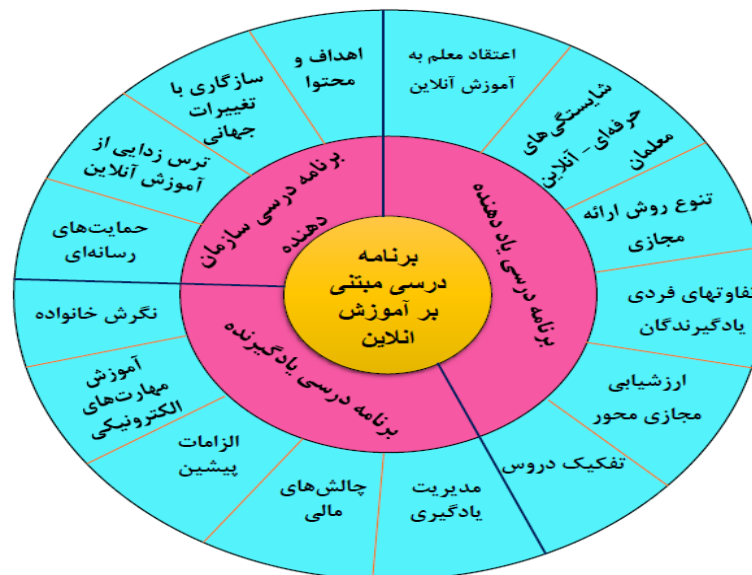 برنامه
درسی مبتنی
بر آموزش
انلاین
برنامه درسی یاد دهنده
برنامه درسی یادگیرنده
برنامه درسی سازمان
دهنده
اعتقاد معلم به
آموزش آنلاین
شایستگی‌های
حرفه‌ای – آنلاین
معلمان
تنوع روش ارائه
مجازی
تفاوتهای فردی
یادگیرندگان
ارزشیابی
مجازی محور
تفکیک دروس
مدیریت
یادگیری
چالش‌های
مالی
الزامات
پیشین
آموزش
مهارت‌های
الکترونیکی
نگرش خانواده
حمایت‌های
رسانه‌ای
ترس زدایی از
آموزش آنلاین
سازگاری با
تغییرات
جهانی
اهداف و
محتوا